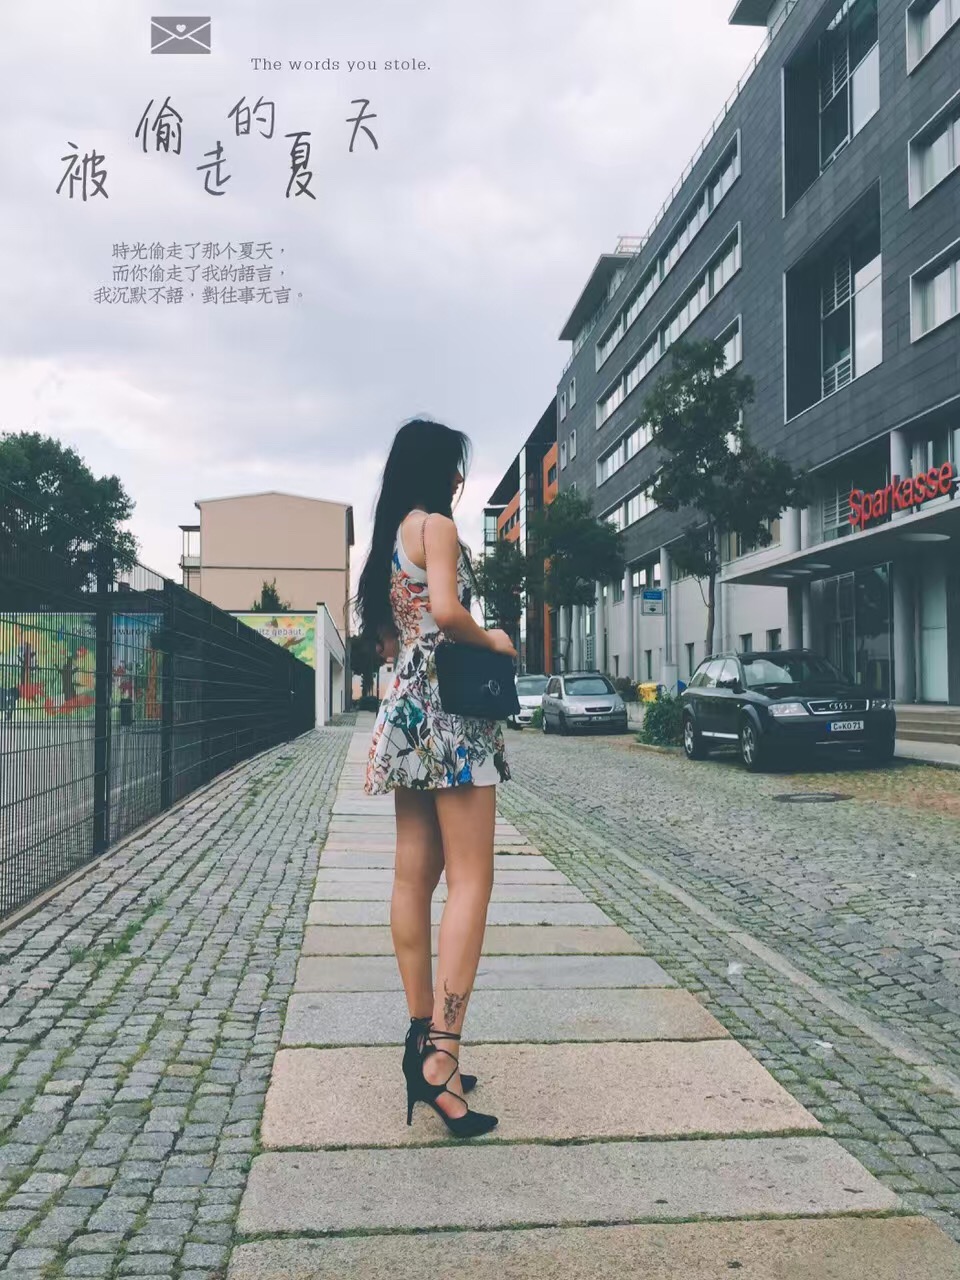 The words you stole.
被偷走的夏天
時光偷走了那个夏天，
而你偷走了我的語言，
我沉默不語，對往事无言。
Sparkasse
itz gebaut.
C·KO 71